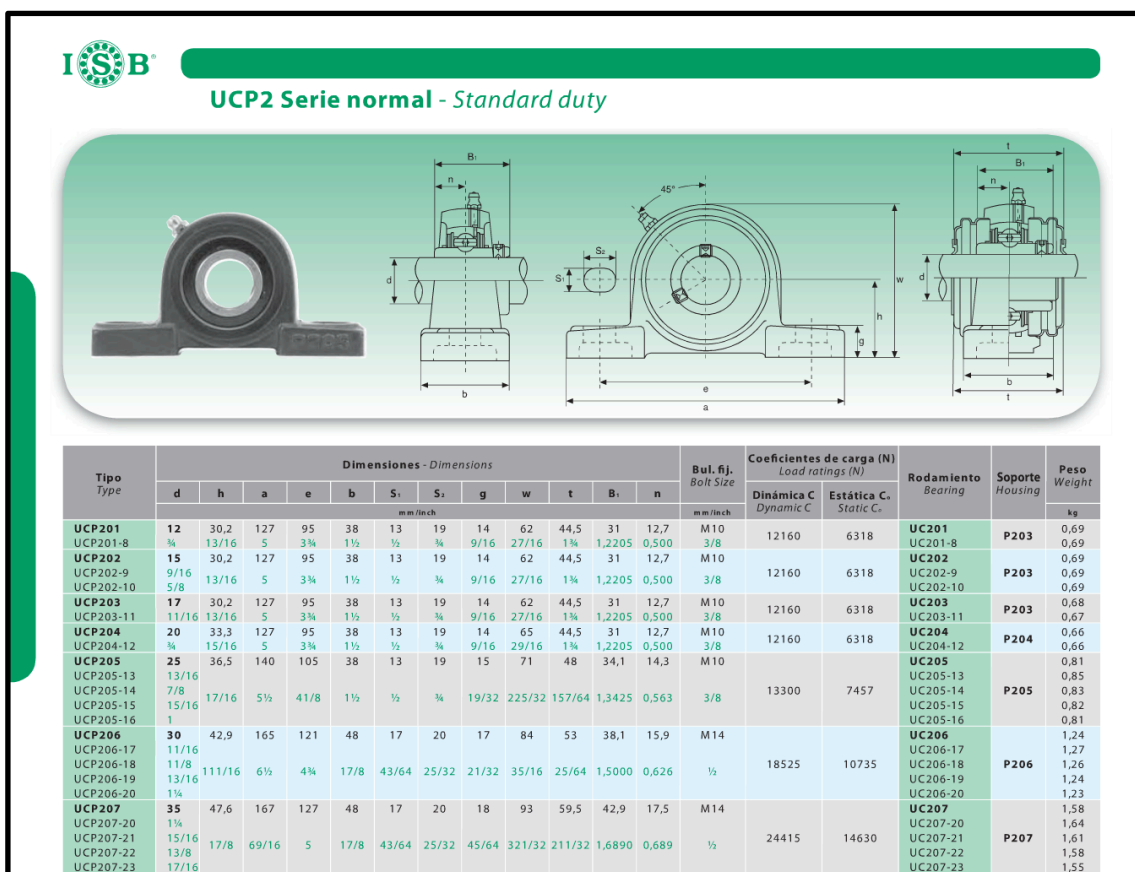 ISB®
UCP2 Serie normal - Standard duty
B₁
n
d
b
45°
S₂
S₁
w
h
g
e
a
t
B₁
n
d
b
t
P203
Tipo Type Dimensiones - Dimensions Bul. fij. Bolt Size Coeficientes de carga (N) Load ratings (N) Rodamiento Bearing Soporte Housing Peso Weight
d h a e b S₁ S₂ g w t B₁ n Dinámica C Dynamic C Estática C₀ Static C₀
mm/inch mm/inch kg
UCP201 12 30,2 127 95 38 13 19 14 62 44,5 31 12,7 M10 12160 6318 UC201 P203 0,69
UCP201-8 ¾ 13/16 5 3¾ 1½ ½ ¾ 9/16 27/16 1¾ 1,2205 0,500 3/8 UC201-8 0,69
UCP202 15 30,2 127 95 38 13 19 14 62 44,5 31 12,7 M10 12160 6318 UC202 P203 0,69
UCP202-9 9/16 13/16 5 3¾ 1½ ½ ¾ 9/16 27/16 1¾ 1,2205 0,500 3/8 UC202-9 0,69
UCP202-10 5/8 UC202-10 0,69
UCP203 17 30,2 127 95 38 13 19 14 62 44,5 31 12,7 M10 12160 6318 UC203 P203 0,68
UCP203-11 11/16 13/16 5 3¾ 1½ ½ ¾ 9/16 27/16 1¾ 1,2205 0,500 3/8 UC203-11 0,67
UCP204 20 33,3 127 95 38 13 19 14 65 44,5 31 12,7 M10 12160 6318 UC204 P204 0,66
UCP204-12 ¾ 15/16 5 3¾ 1½ ½ ¾ 9/16 29/16 1¾ 1,2205 0,500 3/8 UC204-12 0,66
UCP205 25 36,5 140 105 38 13 19 15 71 48 34,1 14,3 M10 UC205 0,81
UCP205-13 13/16 UC205-13 0,85
UCP205-14 7/8 17/16 5½ 41/8 1½ ½ ¾ 19/32 225/32 157/64 1,3425 0,563 3/8 13300 7457 UC205-14 P205 0,83
UCP205-15 15/16 UC205-15 0,82
UCP205-16 1 UC205-16 0,81
UCP206 30 42,9 165 121 48 17 20 17 84 53 38,1 15,9 M14 UC206 1,24
UCP206-17 11/16 UC206-17 1,27
UCP206-18 11/8 111/16 6½ 4¾ 17/8 43/64 25/32 21/32 35/16 25/64 1,5000 0,626 ½ 18525 10735 UC206-18 P206 1,26
UCP206-19 13/16 UC206-19 1,24
UCP206-20 1¼ UC206-20 1,23
UCP207 35 47,6 167 127 48 17 20 18 93 59,5 42,9 17,5 M14 UC207 1,58
UCP207-20 1¼ UC207-20 1,64
UCP207-21 15/16 17/8 69/16 5 17/8 43/64 25/32 45/64 321/32 211/32 1,6890 0,689 ½ 24415 14630 UC207-21 P207 1,61
UCP207-22 13/8 UC207-22 1,58
UCP207-23 17/16 UC207-23 1,55